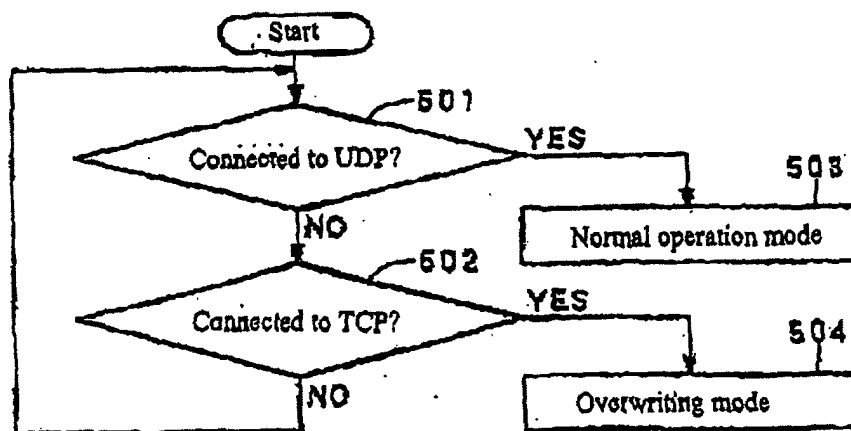 Start
501
Connected to UDP?
YES
503
Normal operation mode
NO
502
Connected to TCP?
YES
504
Overwriting mode
NO